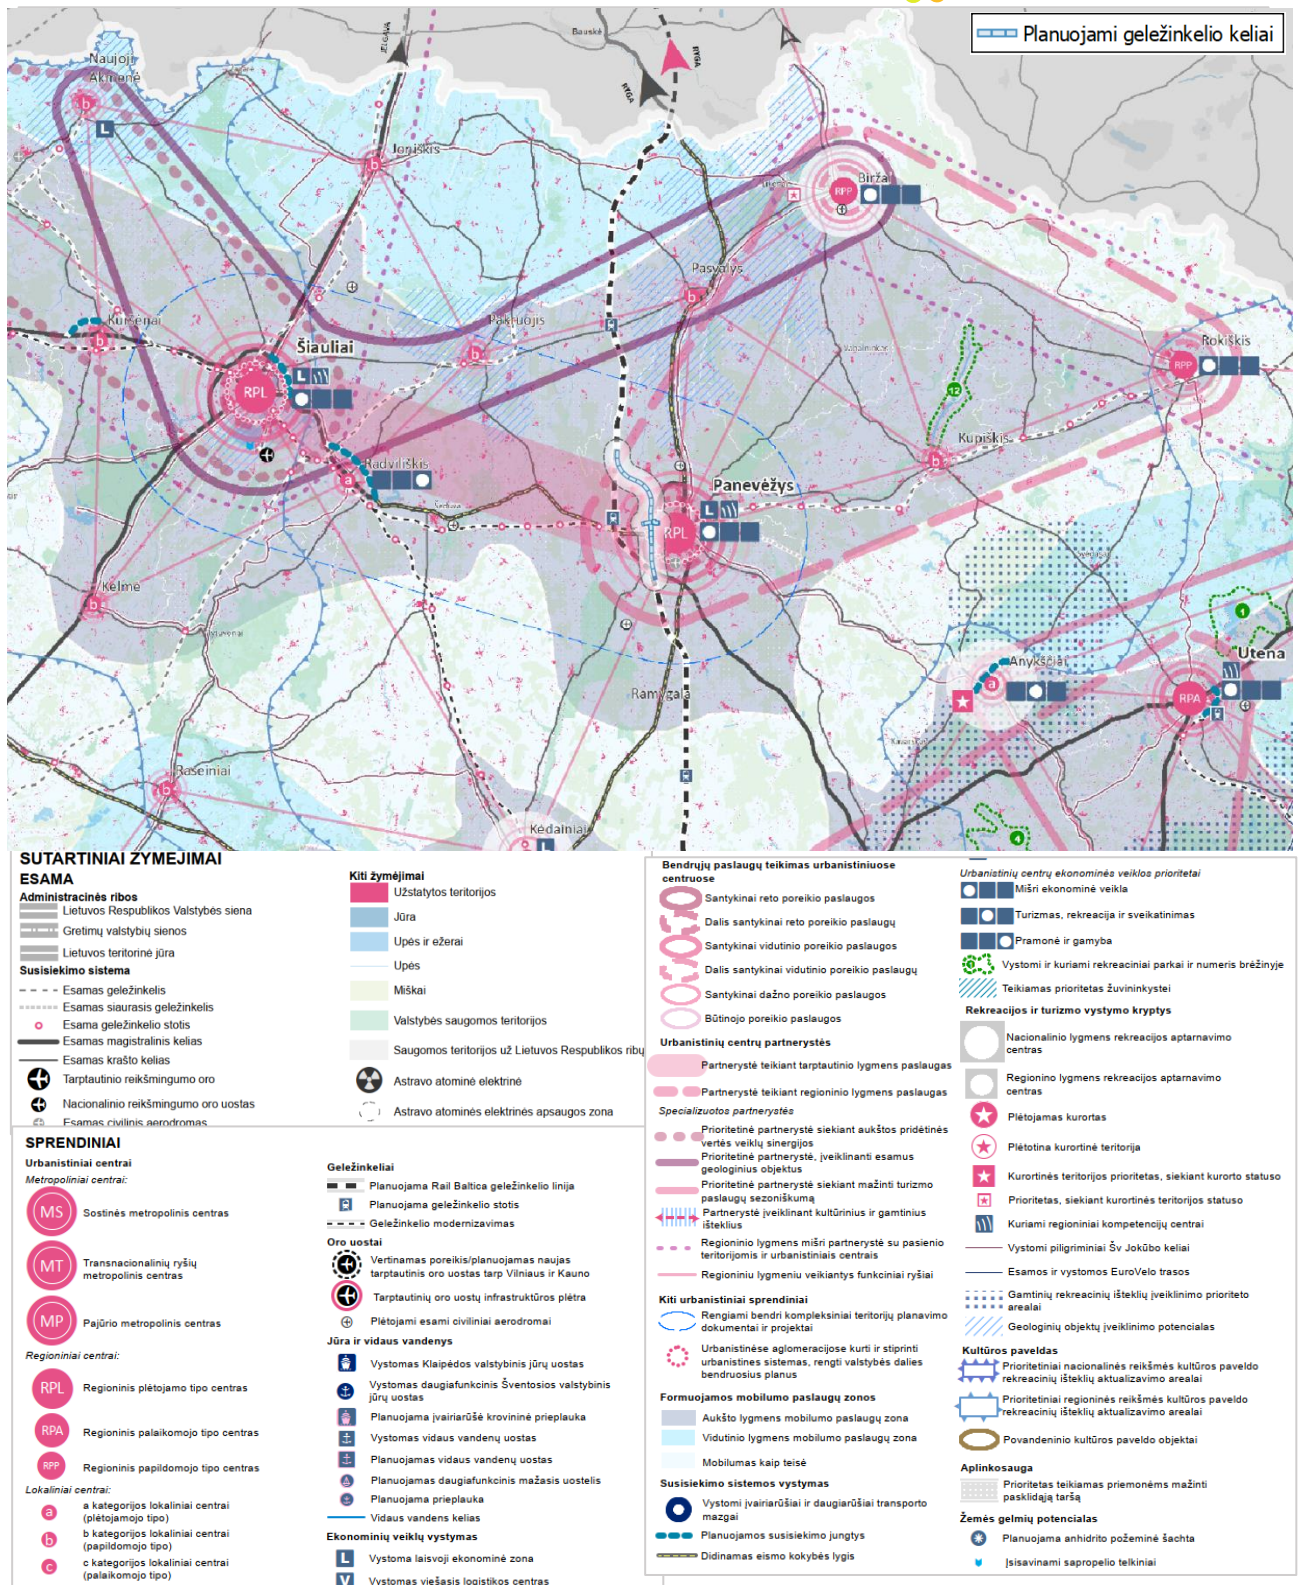 Planuojami geležinkelio keliai
Bauskė
JELGAVA
RYGA
RYGA
Naujoji
Akmenė
b
L
Joniškis
b
Biržai
RPP
Pasvalys
b
Kuršėnai
b
Šiauliai
RPL
L
Pakruojis
b
Vabalninkas
Rokiškis
RPP
12
Kupiškis
b
Radviliškis
a
Panevėžys
L
RPL
Kelmė
b
Ramygala
1
Utena
RPA
Anykščiai
a
Raseiniai
b
Kėdainiai
L
4
SUTARTINIAI ŽYMĖJIMAI
ESAMA
Administracinės ribos
Lietuvos Respublikos Valstybės siena
Gretimų valstybių sienos
Lietuvos teritorinė jūra
Susisiekimo sistema
Esamas geležinkelis
Esamas siaurasis geležinkelis
Esama geležinkelio stotis
Esamas magistralinis kelias
Esamas krašto kelias
Tarptautinio reikšmingumo oro
Nacionalinio reikšmingumo oro uostas
Esamas civilinis aerodromas
Kiti žymėjimai
Užstatytos teritorijos
Jūra
Upės ir ežerai
Upės
Miškai
Valstybės saugomos teritorijos
Saugomos teritorijos už Lietuvos Respublikos ribų
Astravo atominė elektrinė
Astravo atominės elektrinės apsaugos zona
SPRENDINIAI
Urbanistiniai centrai
Metropoliniai centrai:
MS
Sostinės metropolinis centras
MT
Transnacionalinių ryšių
metropolinis centras
MP
Pajūrio metropolinis centras
Regioniniai centrai:
RPL
Regioninis plėtojamo tipo centras
RPA
Regioninis palaikomojo tipo centras
RPP
Regioninis papildomojo tipo centras
Lokaliniai centrai:
a
a kategorijos lokaliniai centrai
(plėtojamojo tipo)
b
b kategorijos lokaliniai centrai
(papildomojo tipo)
c
c kategorijos lokaliniai centrai
(palaikomojo tipo)
Geležinkeliai
Planuojama Rail Baltica geležinkelio linija
Planuojama geležinkelio stotis
Geležinkelio modernizavimas
Oro uostai
Vertinamas poreikis/planuojamas naujas
tarptautinis oro uostas tarp Vilniaus ir Kauno
Tarptautinių oro uostų infrastruktūros plėtra
Plėtojami esami civiliniai aerodromai
Jūra ir vidaus vandenys
Vystomas Klaipėdos valstybinis jūrų uostas
Vystomas daugiafunkcinis Šventosios valstybinis
jūrų uostas
Planuojama įvairiarūšė krovininė prieplauka
Vystomas vidaus vandenų uostas
Planuojamas vidaus vandenų uostas
Planuojamas daugiafunkcinis mažasis uostelis
Planuojama prieplauka
Vidaus vandens kelias
Ekonominių veiklų vystymas
L
Vystoma laisvoji ekonominė zona
V
Vystomas viešasis logistikos centras
Bendrųjų paslaugų teikimas urbanistiniuose
centruose
Santykinai reto poreikio paslaugos
Dalis santykinai reto poreikio paslaugų
Santykinai vidutinio poreikio paslaugos
Dalis santykinai vidutinio poreikio paslaugų
Santykinai dažno poreikio paslaugos
Būtinojo poreikio paslaugos
Urbanistinių centrų partnerystės
Partnerystė teikiant tarptautinio lygmens paslaugas
Partnerystė teikiant regioninio lygmens paslaugas
Specializuotos partnerystės
Prioritetinė partnerystė siekiant aukštos pridėtinės
vertės veiklų sinergijos
Prioritetinė partnerystė, įveiklinanti esamus
geologinius objektus
Prioritetinė partnerystė siekant mažinti turizmo
paslaugų sezoniškumą
Partnerystė įveiklinant kultūrinius ir gamtinius
išteklius
Regioninio lygmens mišri partnerystė su pasienio
teritorijomis ir urbanistiniais centrais
Regioniniu lygmeniu veikiantys funkciniai ryšiai
Kiti urbanistiniai sprendiniai
Rengiami bendri kompleksiniai teritorijų planavimo
dokumentai ir projektai
Urbanistinėse aglomeracijose kurti ir stiprinti
urbanistines sistemas, rengti valstybės dalies
bendruosius planus
Formuojamos mobilumo paslaugų zonos
Aukšto lygmens mobilumo paslaugų zona
Vidutinio lygmens mobilumo paslaugų zona
Mobilumas kaip teisė
Susisiekimo sistemos vystymas
Vystomi įvairiarūšiai ir daugiarūšiai transporto
mazgai
Planuojamos susisiekimo jungtys
Didinamas eismo kokybės lygis
Urbanistinių centrų ekonominės veiklos prioritetai
Mišri ekonominė veikla
Turizmas, rekreacija ir sveikatinimas
Pramonė ir gamyba
Vystomi ir kuriami rekreaciniai parkai ir numeris brėžinyje
Teikiamas prioritetas žuvininkystei
Rekreacijos ir turizmo vystymo kryptys
Nacionalinio lygmens rekreacijos aptarnavimo
centras
Regioninio lygmens rekreacijos aptarnavimo
centras
Plėtojamas kurortas
Plėtotina kurortinė teritorija
Kurortinės teritorijos prioritetas, siekiant kurorto statuso
Prioritetas, siekiant kurortinės teritorijos statuso
Kuriami regioniniai kompetencijų centrai
Vystomi piligriminiai Šv Jokūbo keliai
Esamos ir vystomos EuroVelo trasos
Gamtinių rekreacinių išteklių įveiklinimo prioriteto
arealai
Geologinių objektų įveiklinimo potencialas
Kultūros paveldas
Prioritetiniai nacionalinės reikšmės kultūros paveldo
rekreacinių išteklių aktualizavimo arealai
Prioritetiniai regioninės reikšmės kultūros paveldo
rekreacinių išteklių aktualizavimo arealai
Povandeninio kultūros paveldo objektai
Aplinkosauga
Prioritetas teikiamas priemonėms mažinti
pasklidąją taršą
Žemės gelmių potencialas
Planuojama anhidrito požeminė šachta
Įsisavinami sapropelio telkiniai